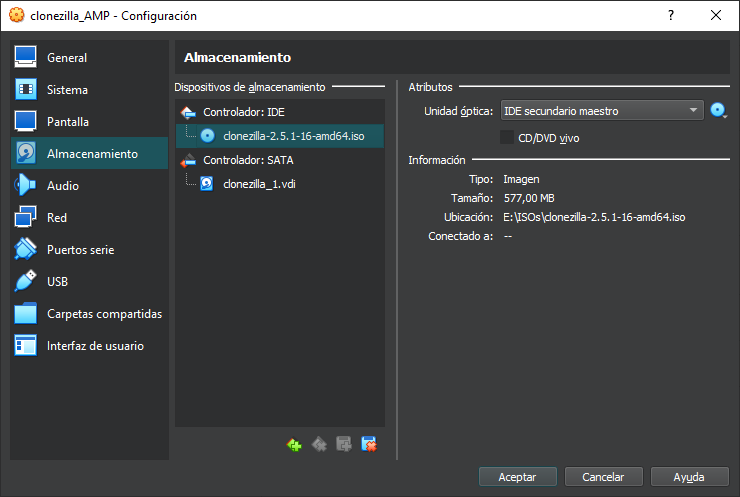 clonezilla_AMP - Configuración
?
General
Sistema
Pantalla
Almacenamiento
Audio
Red
Puertos serie
USB
Carpetas compartidas
Interfaz de usuario
Almacenamiento
Dispositivos de almacenamiento
Controlador: IDE
clonezilla-2.5.1-16-amd64.iso
Controlador: SATA
clonezilla_1.vdi
Atributos
Unidad óptica: IDE secundario maestro
CD/DVD vivo
Información
Tipo: Imagen
Tamaño: 577,00 MB
Ubicación: E:\ISOs\clonezilla-2.5.1-16-amd64.iso
Conectado a: --
Aceptar Cancelar Ayuda